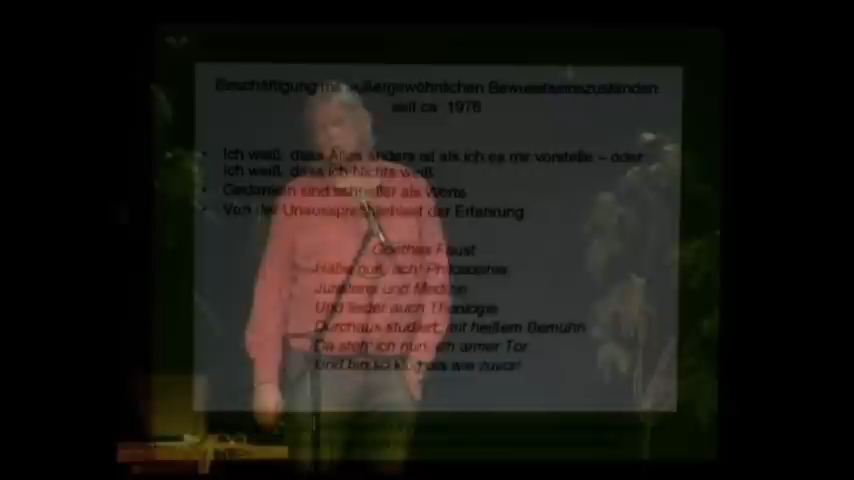 Beschäftigung mit außergewöhnlichen Bewusstseinszuständen
seit ca. 1976
• Ich weiß, dass Alles anders ist als ich es mir vorstelle – oder
ich weiß, dass ich Nichts weiß
• Gedanken sind schneller als Worte
• Von der Unaussprechlichkeit der Erfahrung
Goethes Faust
Habe nun, ach! Philosophie
Juristerei und Medizin
Und leider auch Theologie
Durchaus studiert, mit heißem Bemühn
Da steh' ich nun, ich armer Tor
Und bin so klug als wie zuvor!